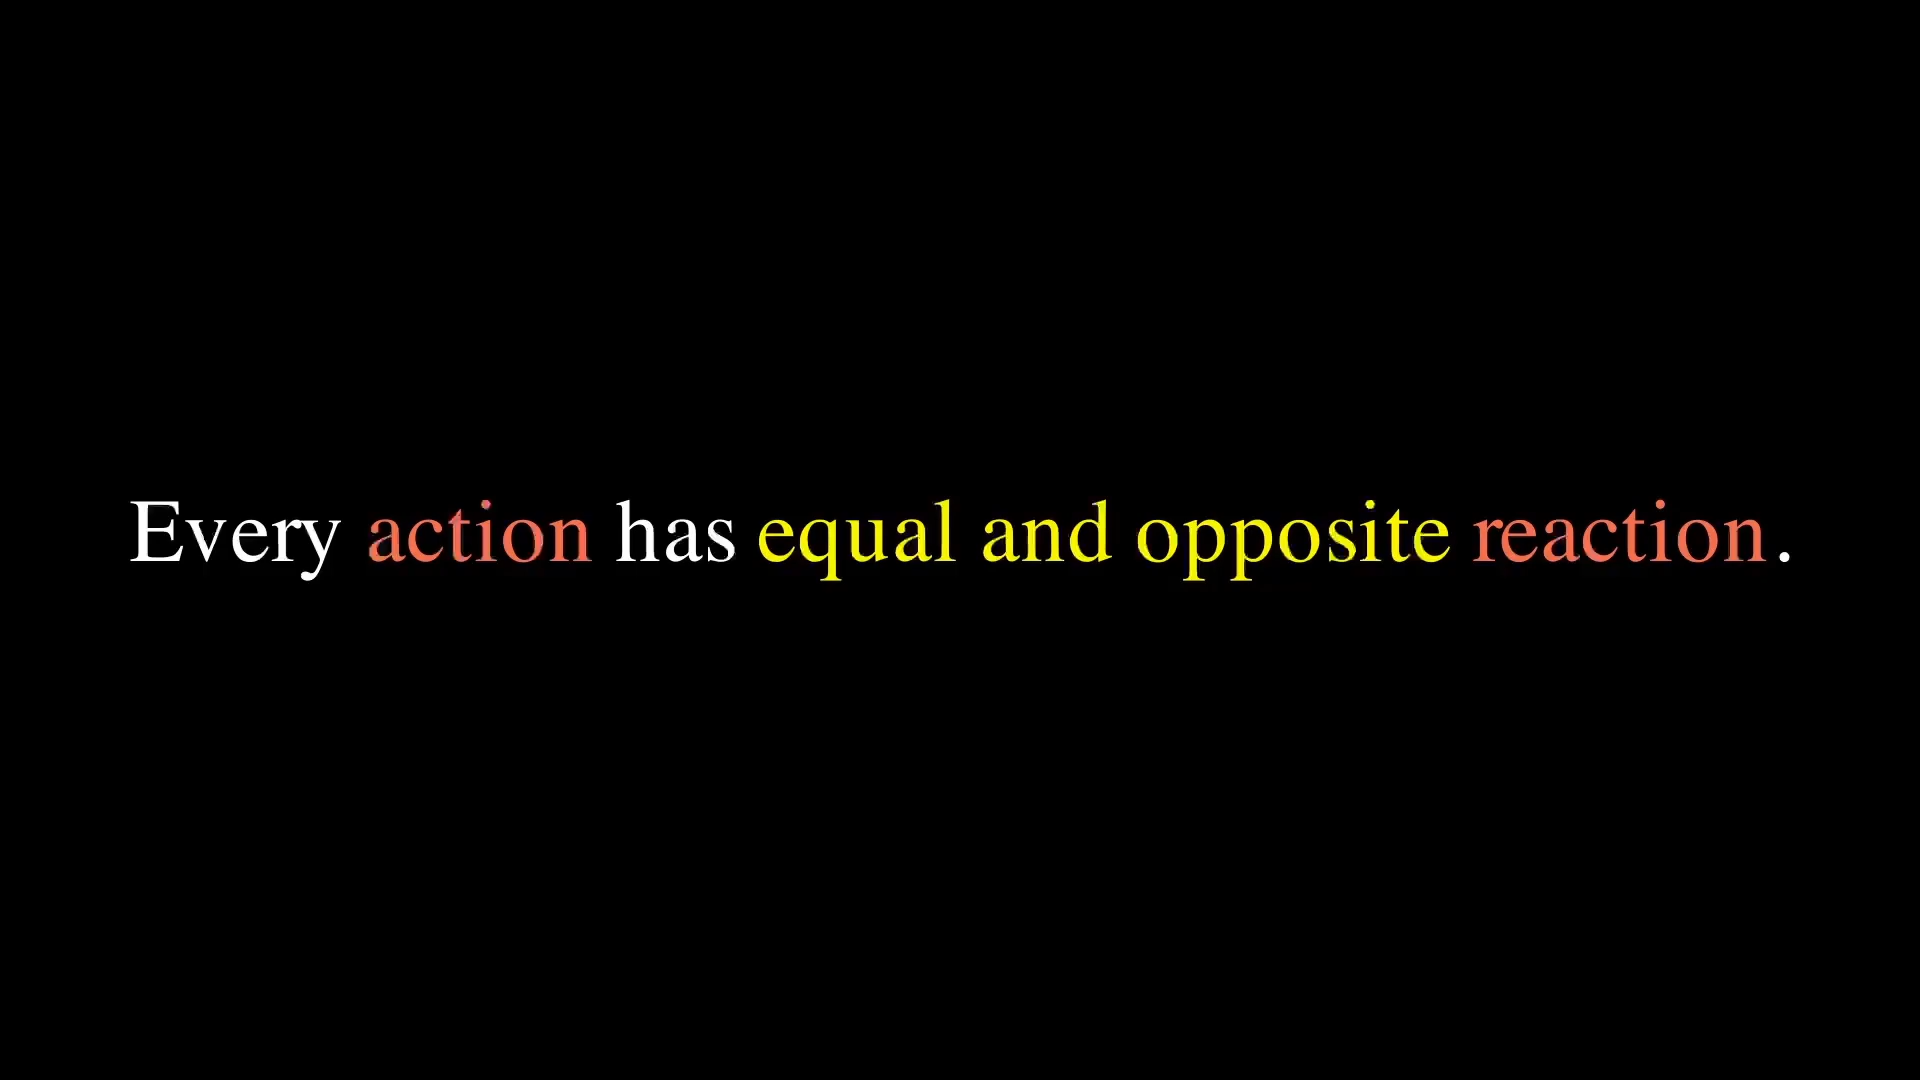 Every action has equal and opposite reaction.